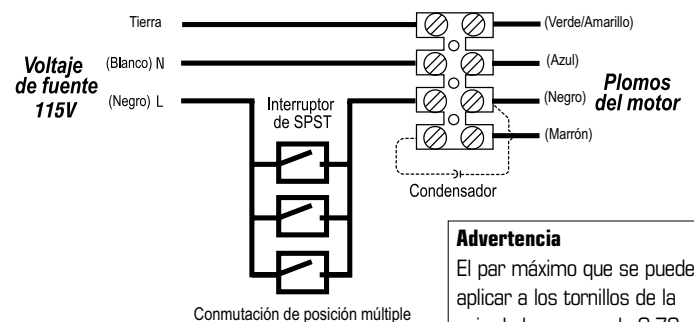 Tierra
(Verde/Amarillo)
Voltaje
de fuente
115V
(Blanco) N
(Azul)
(Negro) L
Interruptor
de SPST
(Negro)
Plomos
del motor
(Marrón)
Condensador
Conmutación de posición múltiple
Advertencia
El par máximo que se puede
aplicar a los tornillos de la